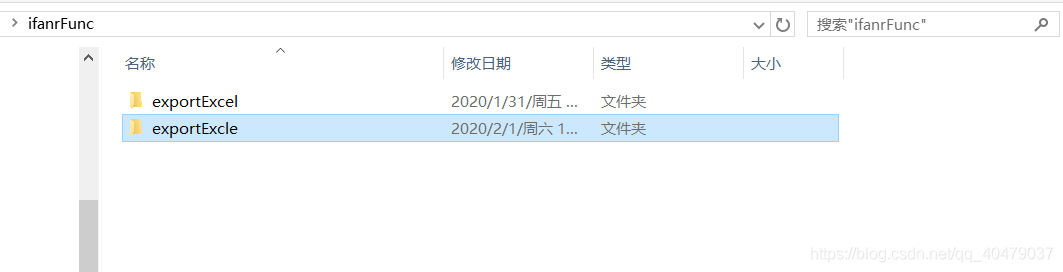 ifanrFunc
搜索"ifanrFunc"
名称 修改日期 类型 大小
exportExcel 2020/1/31/周五 ... 文件夹
exportExcle 2020/2/1/周六 1... 文件夹
https://blog.csdn.net/qq_40479037